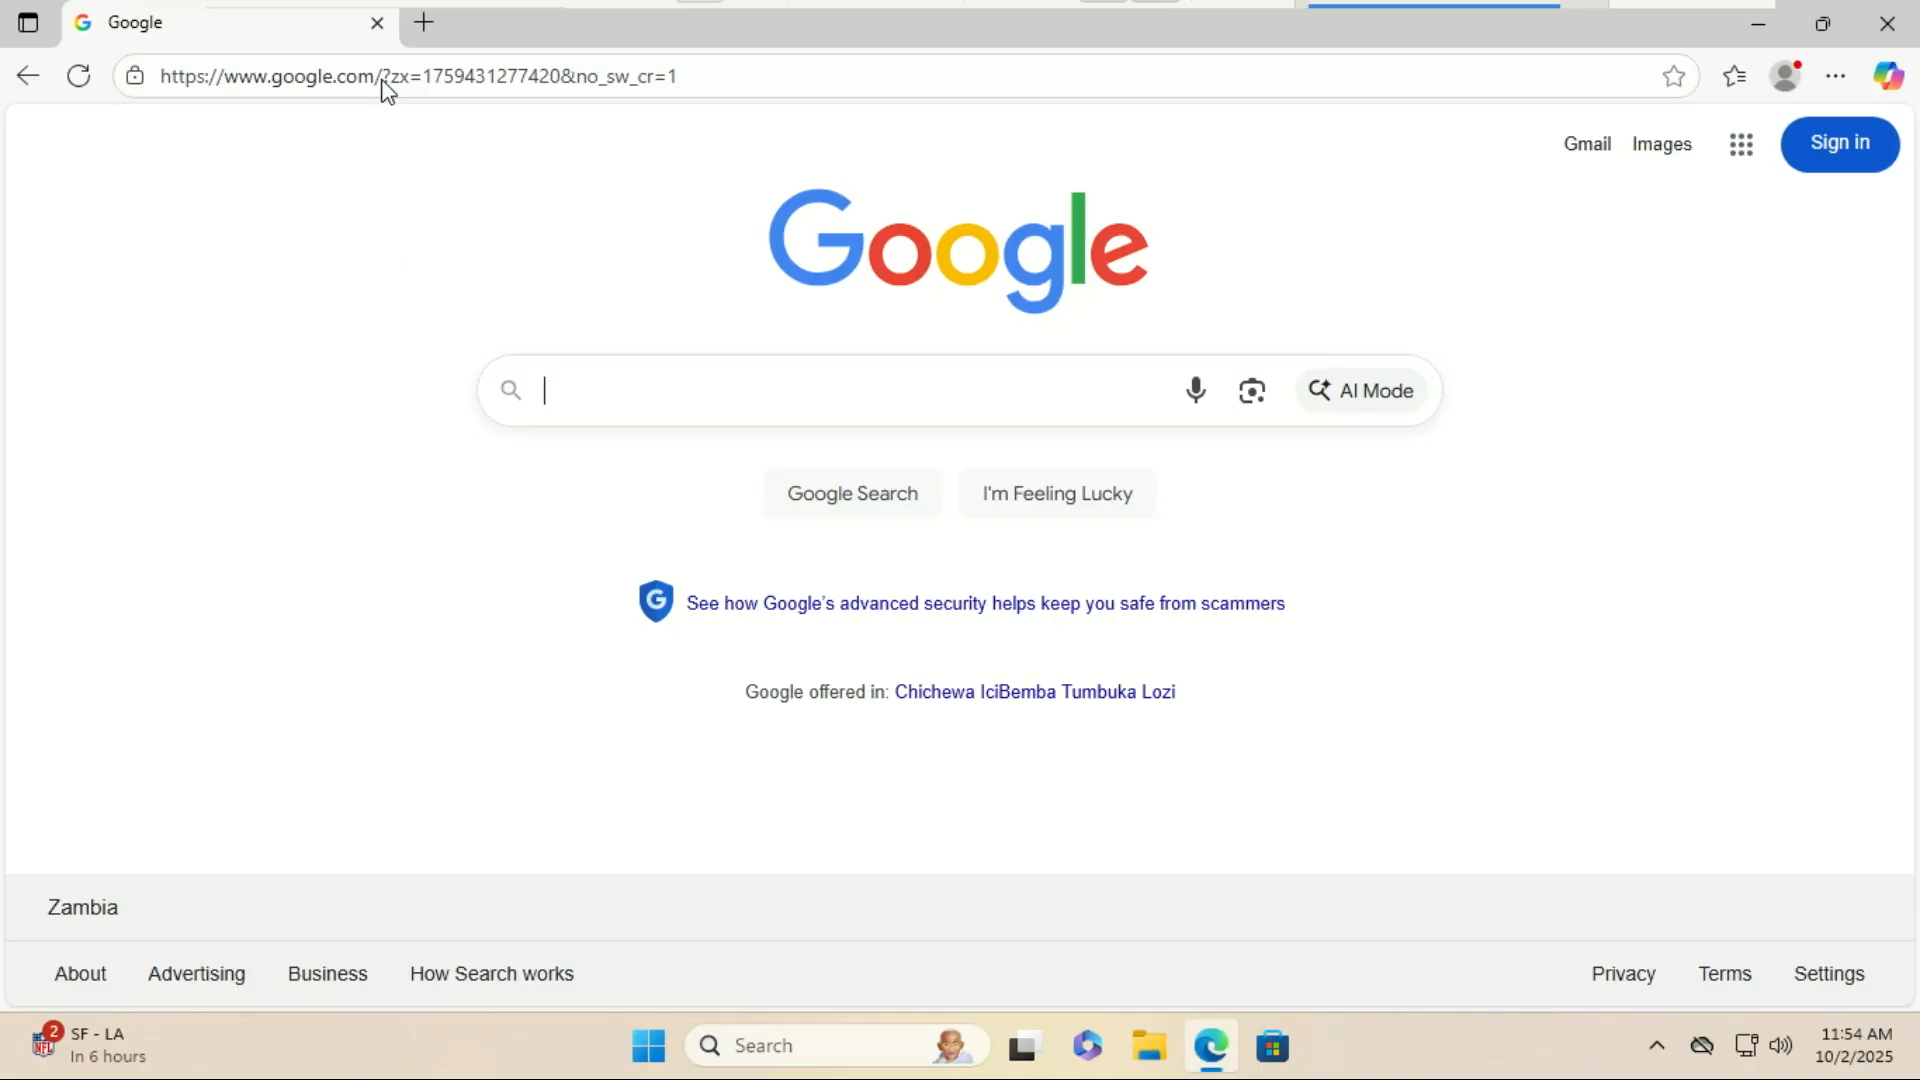 Google
https://www.google.com/?zx=1759431277420&no_sw_cr=1
Gmail Images Sign in
Google
AI Mode
Google Search I'm Feeling Lucky
G See how Google's advanced security helps keep you safe from scammers
Google offered in: Chichewa IciBemba Tumbuka Lozi
Zambia
About Advertising Business How Search works Privacy Terms Settings
2 NFL SF - LA
In 6 hours
Search
11:54 AM
10/2/2025